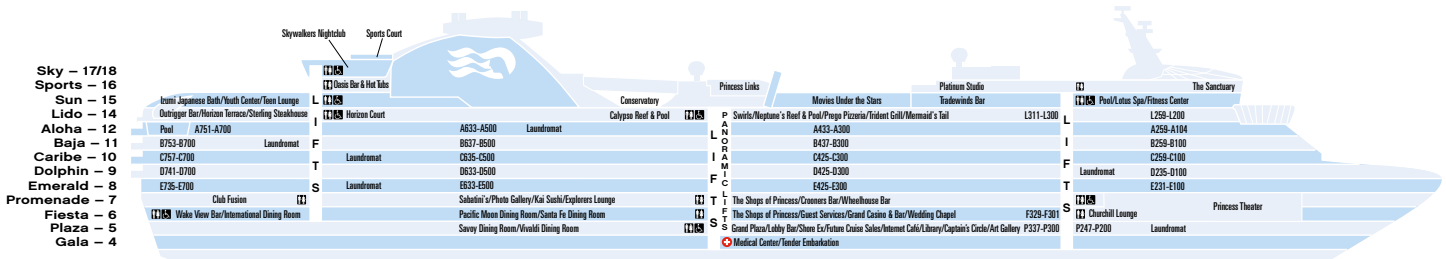 Skywalkers Nightclub
Sports Court
Sky – 17/18
Sports – 16
Oasis Bar & Hot Tubs
Princess Links
Platinum Studio
The Sanctuary
Sun – 15
Izumi Japanese Bath/Youth Center/Teen Lounge
Conservatory
Movies Under the Stars
Tradewinds Bar
Pool/Lotus Spa/Fitness Center
Lido – 14
Outrigger Bar/Horizon Terrace/Sterling Steakhouse
Horizon Court
Calypso Reef & Pool
Swirls/Neptune's Reef & Pool/Prego Pizzeria/Trident Grill/Mermaid's Tail
L311-L300
L259-L200
Aloha – 12
Pool
A751-A700
A633-A500
Laundromat
A433-A300
A259-A104
Baja – 11
B753-B700
Laundromat
B637-B500
B437-B300
B259-B100
Caribe – 10
C757-C700
Laundromat
C635-C500
C425-C300
C259-C100
Dolphin – 9
D741-D700
D633-D500
D425-D300
Laundromat
D235-D100
Emerald – 8
E735-E700
Laundromat
E633-E500
E425-E300
E231-E100
Promenade – 7
Club Fusion
Sabatini's/Photo Gallery/Kai Sushi/Explorers Lounge
The Shops of Princess/Crooners Bar/Wheelhouse Bar
Princess Theater
Fiesta – 6
Wake View Bar/International Dining Room
Pacific Moon Dining Room/Santa Fe Dining Room
The Shops of Princess/Guest Services/Grand Casino & Bar/Wedding Chapel
F329-F301
Churchill Lounge
Plaza – 5
Savoy Dining Room/Vivaldi Dining Room
Grand Plaza/Lobby Bar/Shore Ex/Future Cruise Sales/Internet Café/Library/Captain's Circle/Art Gallery
P337-P300
P247-P200
Laundromat
Gala – 4
Medical Center/Tender Embarkation
LIFTS
LIFTS
PANORAMIC LIFTS
LIFTS